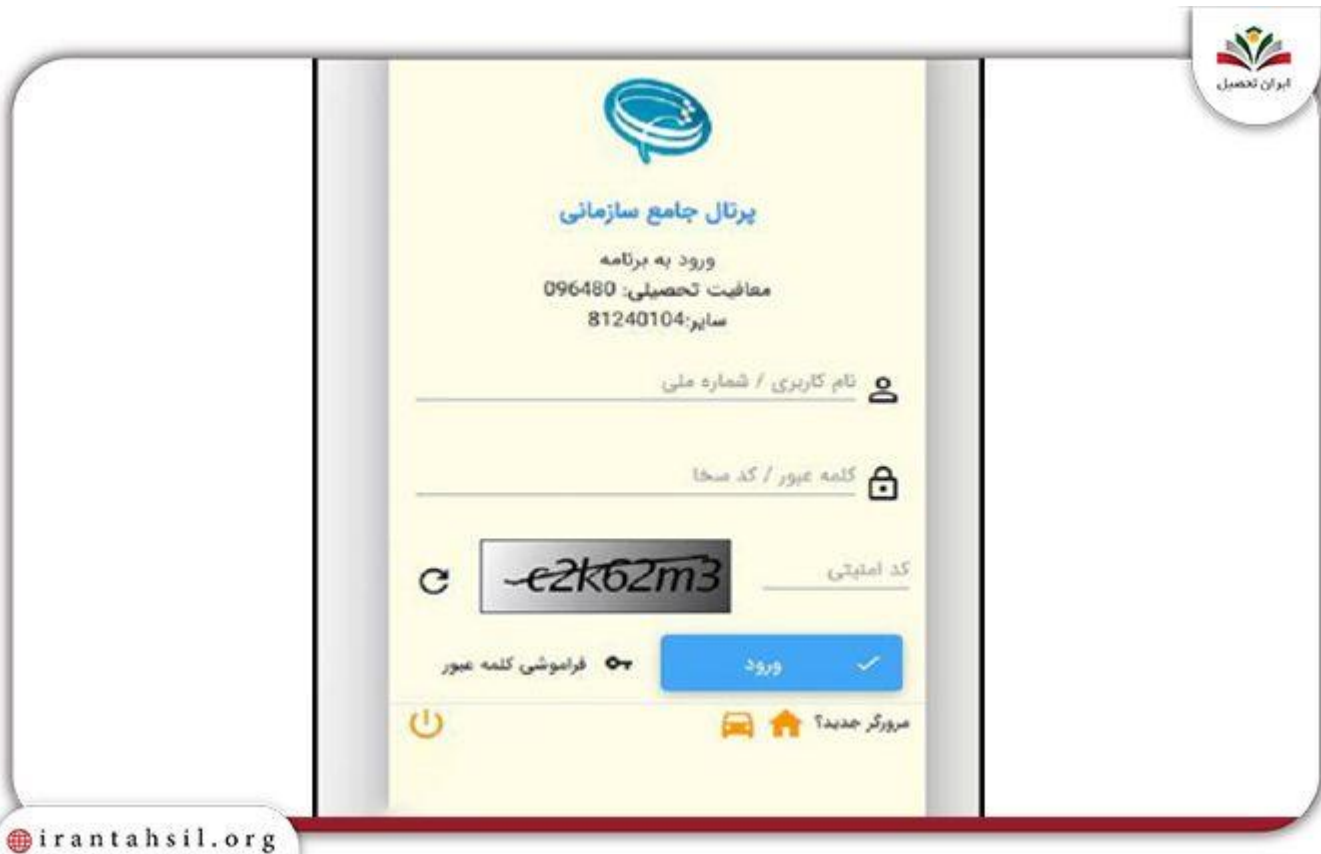 ایران تحصیل
پرتال جامع سازمانی
ورود به برنامه
معافیت تحصیلی: 096480
سایر:81240104
نام کاربری / شماره ملی
کلمه عبور / کد سخا
کد امنیتی
c2k62m3
ورود
فراموشی کلمه عبور
مرورگر جدید؟
irantahsil.org